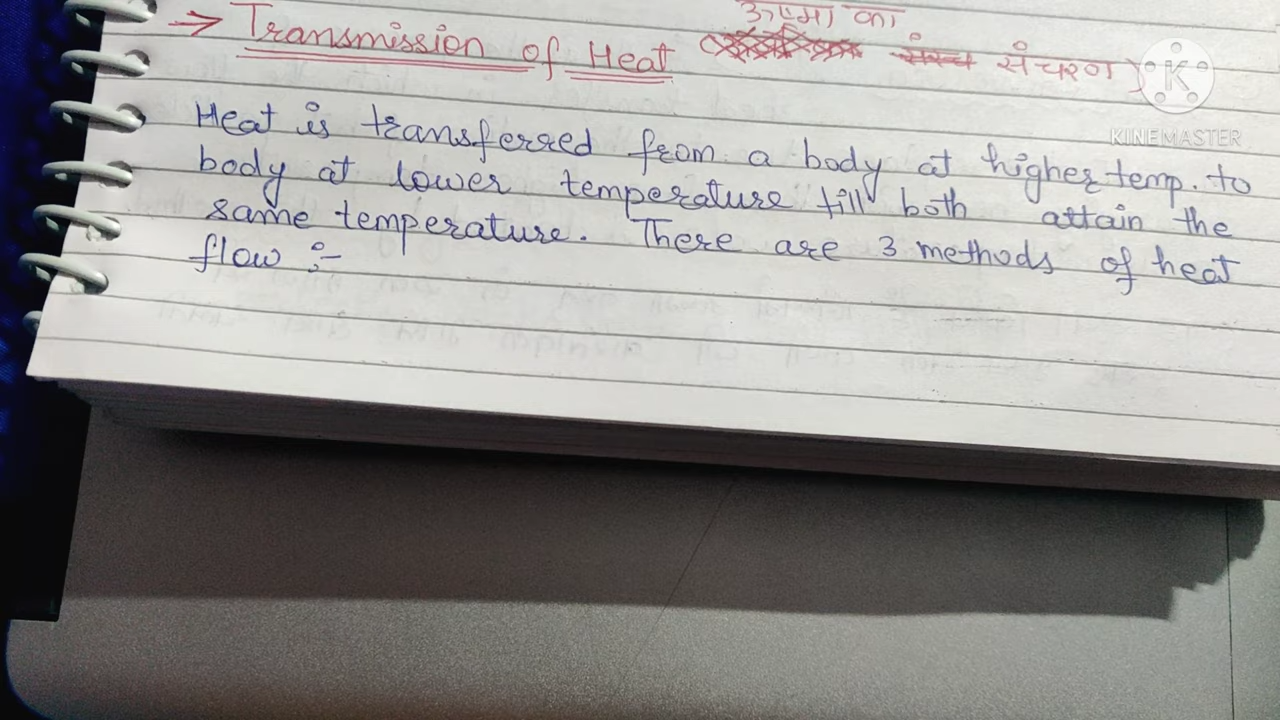 → Transmission of Heat (ऊष्मा का संचरण)
KINEMASTER
Heat is transferred from a body at higher temp. to
body at lower temperature till both attain the
same temperature. There are 3 methods of heat
flow :-